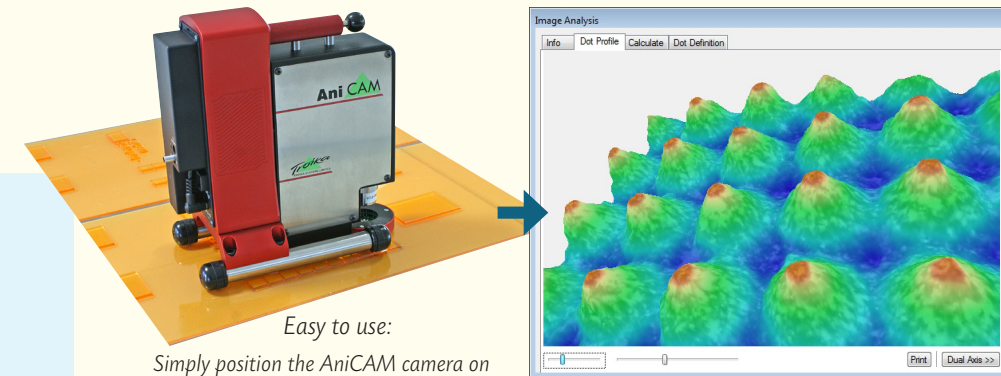 Image Analysis
Info Dot Profile Calculate Dot Definition
Ani CAM
Troika
Easy to use:
Simply position the AniCAM camera on
Print Dual Axis >>